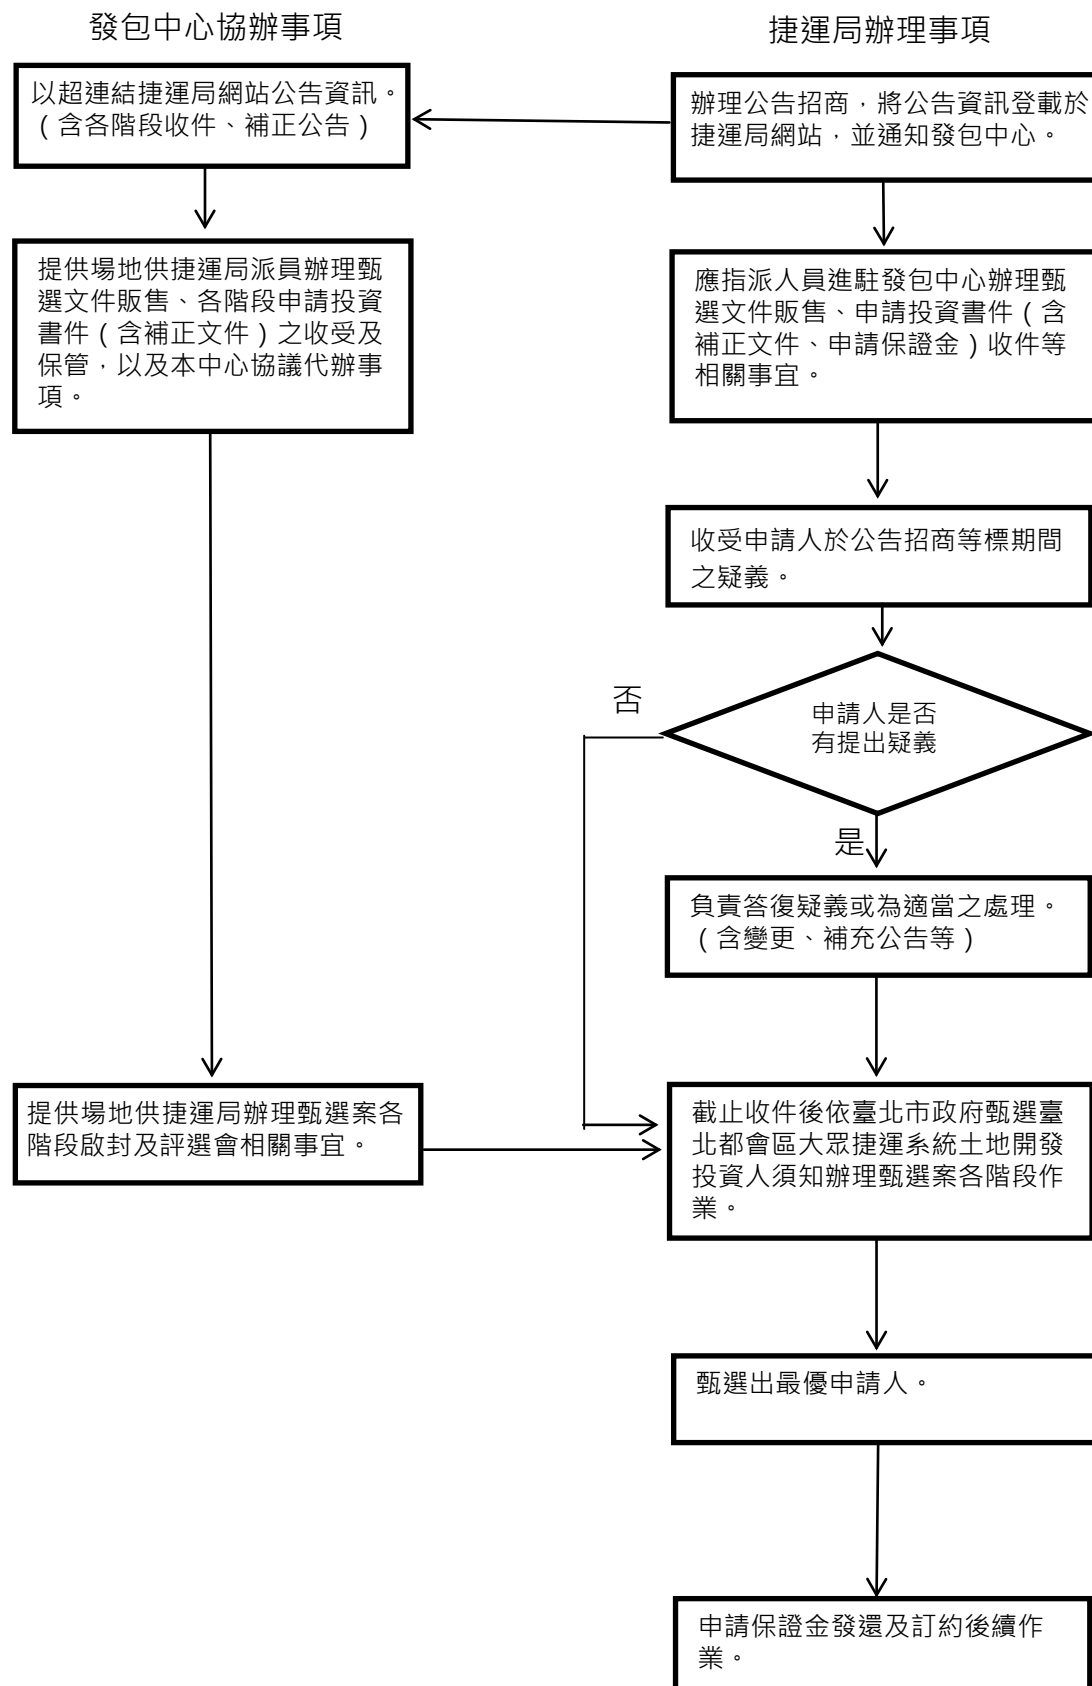 發包中心協辦事項
捷運局辦理事項
以超連結捷運局網站公告資訊。
（含各階段收件、補正公告）
辦理公告招商，將公告資訊登載於
捷運局網站，並通知發包中心。
提供場地供捷運局派員辦理甄
選文件販售、各階段申請投資
書件（含補正文件）之收受及
保管，以及本中心協議代辦事
項。
應指派人員進駐發包中心辦理甄
選文件販售、申請投資書件（含
補正文件、申請保證金）收件等
相關事宜。
收受申請人於公告招商等標期間
之疑義。
申請人是否
有提出疑義
否
是
負責答復疑義或為適當之處理。
（含變更、補充公告等）
提供場地供捷運局辦理甄選案各
階段啟封及評選會相關事宜。
截止收件後依臺北市政府甄選臺
北都會區大眾捷運系統土地開發
投資人須知辦理甄選案各階段作
業。
甄選出最優申請人。
申請保證金發還及訂約後續作
業。